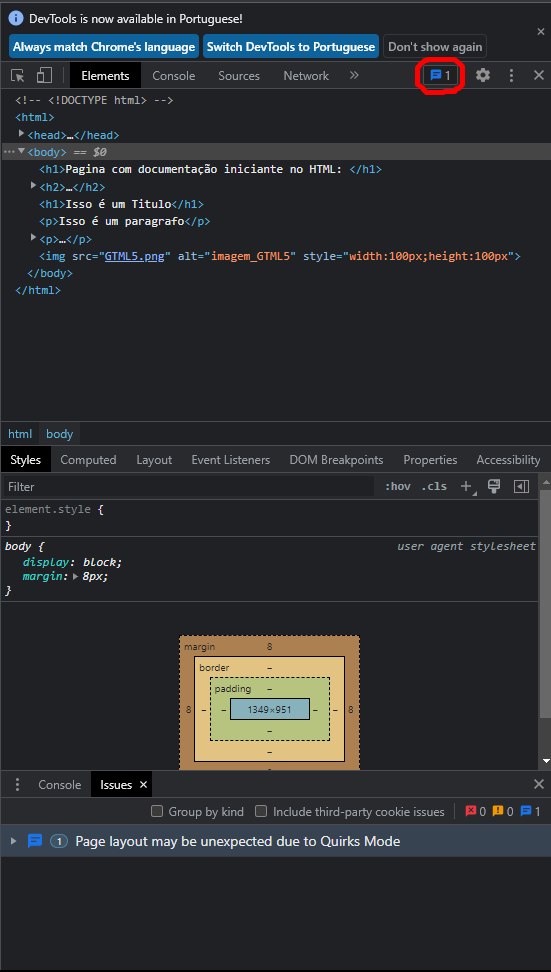 DevTools is now available in Portuguese!
Always match Chrome's language Switch DevTools to Portuguese Don't show again
Elements Console Sources Network 1
<!-- <!DOCTYPE html> -->
<html>
<head>…</head>
<body> == $0
<h1>Pagina com documentação iniciante no HTML: </h1>
<h2>…</h2>
<h1>Isso é um Titulo</h1>
<p>Isso é um paragrafo</p>
<p>…</p>
<img src="GTML5.png" alt="imagem_GTML5" style="width:100px;height:100px">
</body>
</html>
html body
Styles Computed Layout Event Listeners DOM Breakpoints Properties Accessibility
Filter :hov .cls
element.style {
}
body { user agent stylesheet
display: block;
margin: 8px;
}
margin 8
border –
padding –
8 – – 1349×951 – – 8
–
–
Console Issues
Group by kind Include third-party cookie issues 0 0 1
1 Page layout may be unexpected due to Quirks Mode